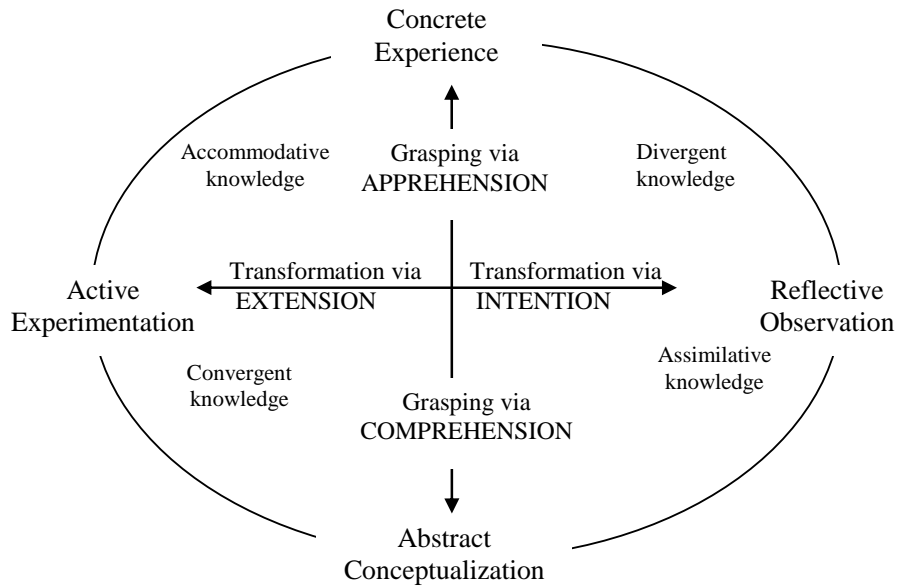 Concrete
Experience
Accommodative
knowledge
Grasping via
APPREHENSION
Divergent
knowledge
Active
Experimentation
Transformation via
EXTENSION
Transformation via
INTENTION
Reflective
Observation
Convergent
knowledge
Grasping via
COMPREHENSION
Assimilative
knowledge
Abstract
Conceptualization